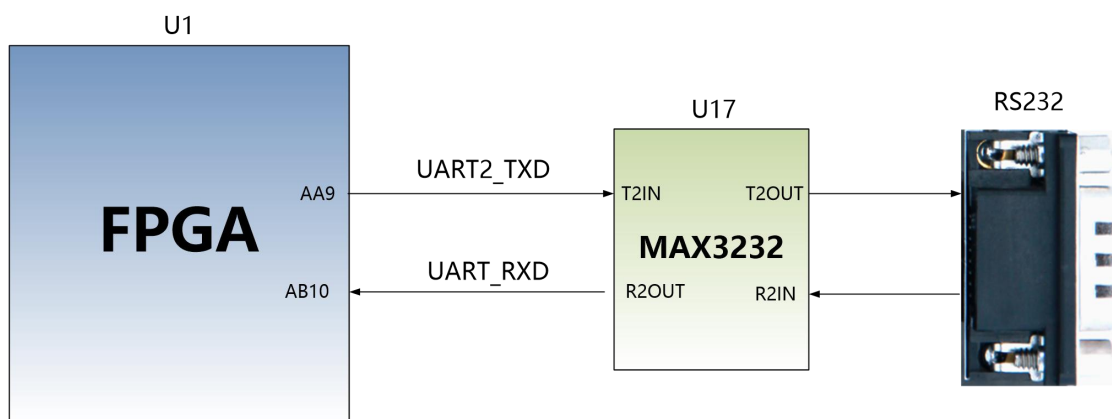 U1
U17
RS232
UART2_TXD
AA9
T2IN
T2OUT
FPGA
MAX3232
UART_RXD
AB10
R2OUT
R2IN